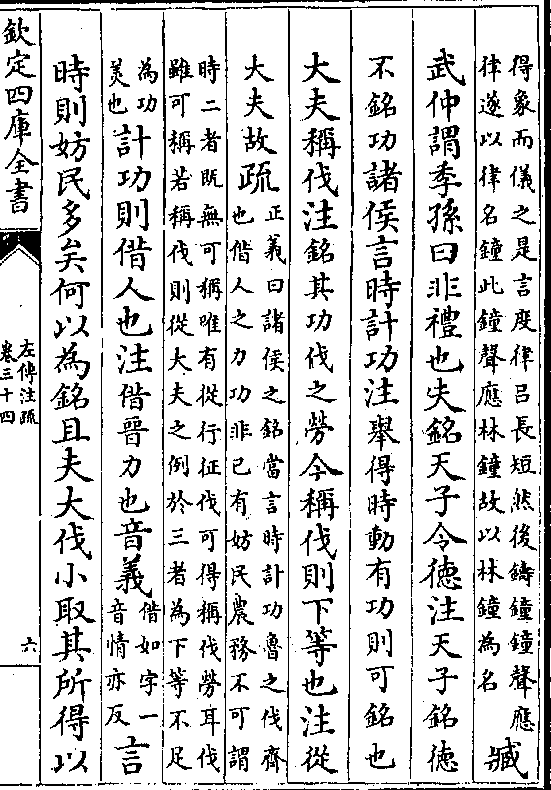 得象而儀之是言度律呂長短然後鑄鐘鐘聲應
律遂以律名鐘此鐘聲應林鐘故以林鐘為名
臧
武仲謂季孫曰非禮也夫銘天子令德注天子銘德
不銘功諸侯言時計功注舉得時動有功則可銘也
大夫稱伐注銘其功伐之勞今稱伐則下等也注從
大夫故疏
正義曰諸侯之銘當言時計功魯之伐齊
也借人之力功非已有妨民農務不可謂
時二者既無可稱唯有從行征伐可得稱伐勞耳伐
雖可稱若稱伐則從大夫之例於三者為下等不足
為功
美也
計功則借人也注借晉力也音義
借如字一
音情亦反
言
時則妨民多矣何以為銘且夫大伐小取其所得以
欽定四庫全書
左傳注疏
卷三十四
六